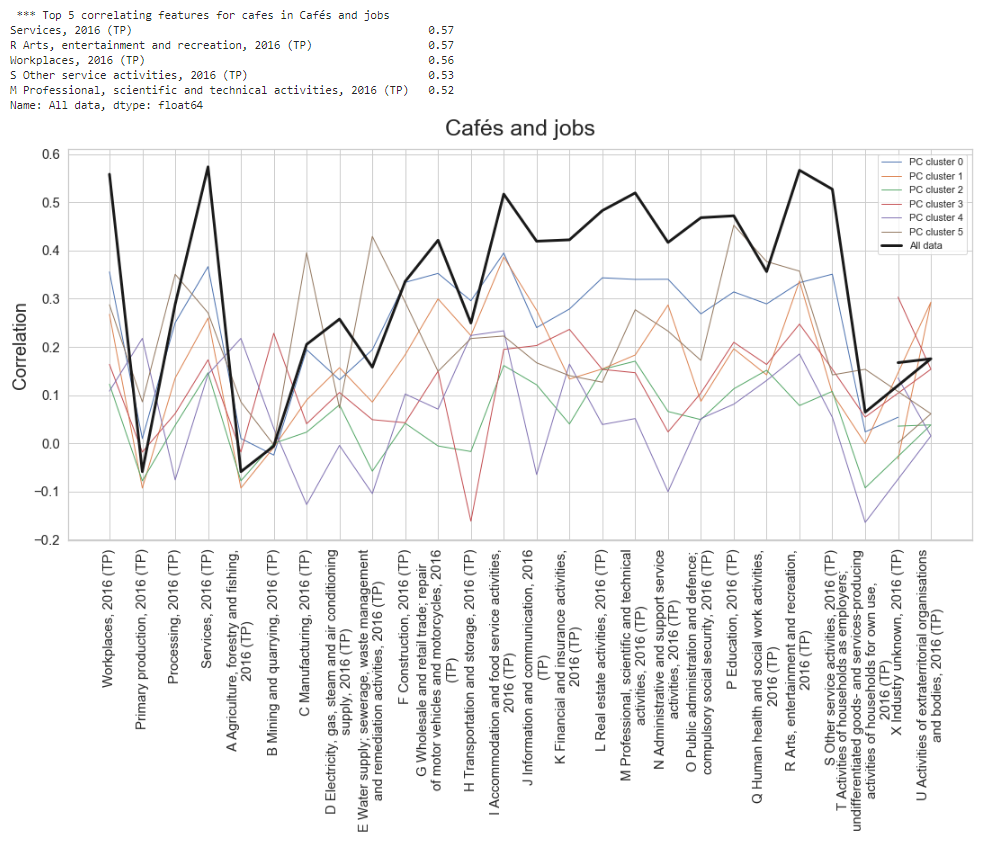 *** Top 5 correlating features for cafes in Cafés and jobs
Services, 2016 (TP) 0.57
R Arts, entertainment and recreation, 2016 (TP) 0.57
Workplaces, 2016 (TP) 0.56
S Other service activities, 2016 (TP) 0.53
M Professional, scientific and technical activities, 2016 (TP) 0.52
Name: All data, dtype: float64
Cafés and jobs
Correlation
0.6
0.5
0.4
0.3
0.2
0.1
0.0
−0.1
−0.2
PC cluster 0
PC cluster 1
PC cluster 2
PC cluster 3
PC cluster 4
PC cluster 5
All data
Workplaces, 2016 (TP)
Primary production, 2016 (TP)
Processing, 2016 (TP)
Services, 2016 (TP)
A Agriculture, forestry and fishing,
2016 (TP)
B Mining and quarrying, 2016 (TP)
C Manufacturing, 2016 (TP)
D Electricity, gas, steam and air conditioning
supply, 2016 (TP)
E Water supply; sewerage, waste management
and remediation activities, 2016 (TP)
F Construction, 2016 (TP)
G Wholesale and retail trade; repair
of motor vehicles and motorcycles, 2016
(TP)
H Transportation and storage, 2016 (TP)
I Accommodation and food service activities,
2016 (TP)
J Information and communication, 2016
(TP)
K Financial and insurance activities,
2016 (TP)
L Real estate activities, 2016 (TP)
M Professional, scientific and technical
activities, 2016 (TP)
N Administrative and support service
activities, 2016 (TP)
O Public administration and defence;
compulsory social security, 2016 (TP)
P Education, 2016 (TP)
Q Human health and social work activities,
2016 (TP)
R Arts, entertainment and recreation,
2016 (TP)
S Other service activities, 2016 (TP)
T Activities of households as employers;
undifferentiated goods- and services-producing
activities of households for own use,
2016 (TP)
X Industry unknown, 2016 (TP)
U Activities of extraterritorial organisations
and bodies, 2016 (TP)